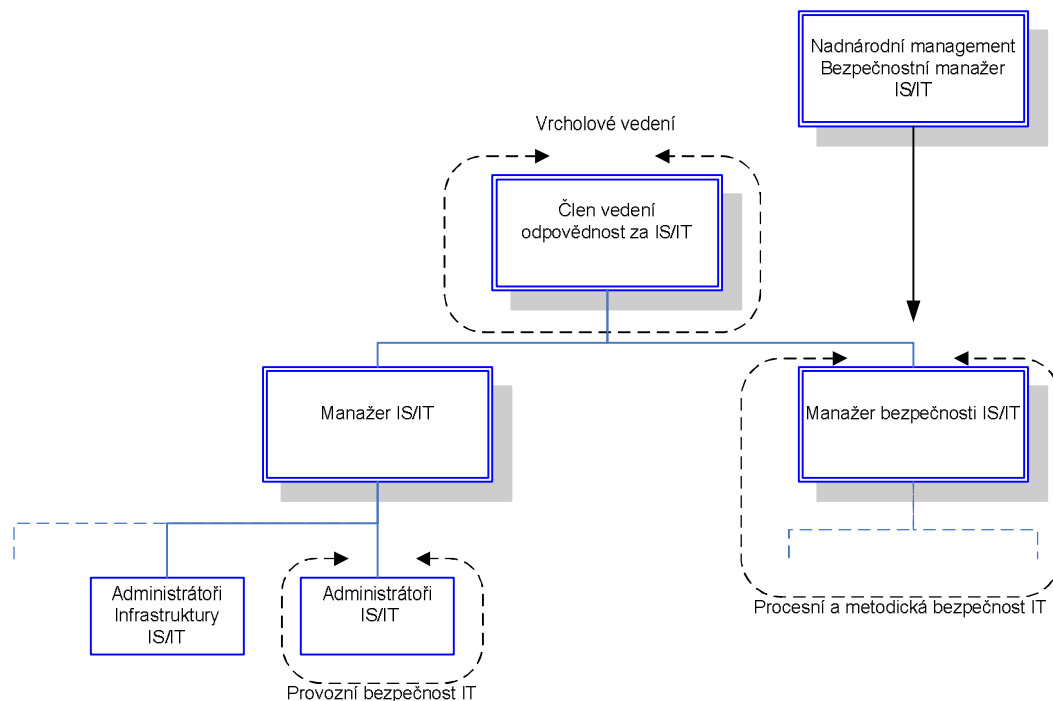 Nadnárodní management
Bezpečnostní manažer
IS/IT
Vrcholové vedení
Člen vedení
odpovědnost za IS/IT
Manažer IS/IT
Manažer bezpečnosti IS/IT
Administrátoři
Infrastruktury
IS/IT
Administrátoři
IS/IT
Procesní a metodická bezpečnost IT
Provozní bezpečnost IT